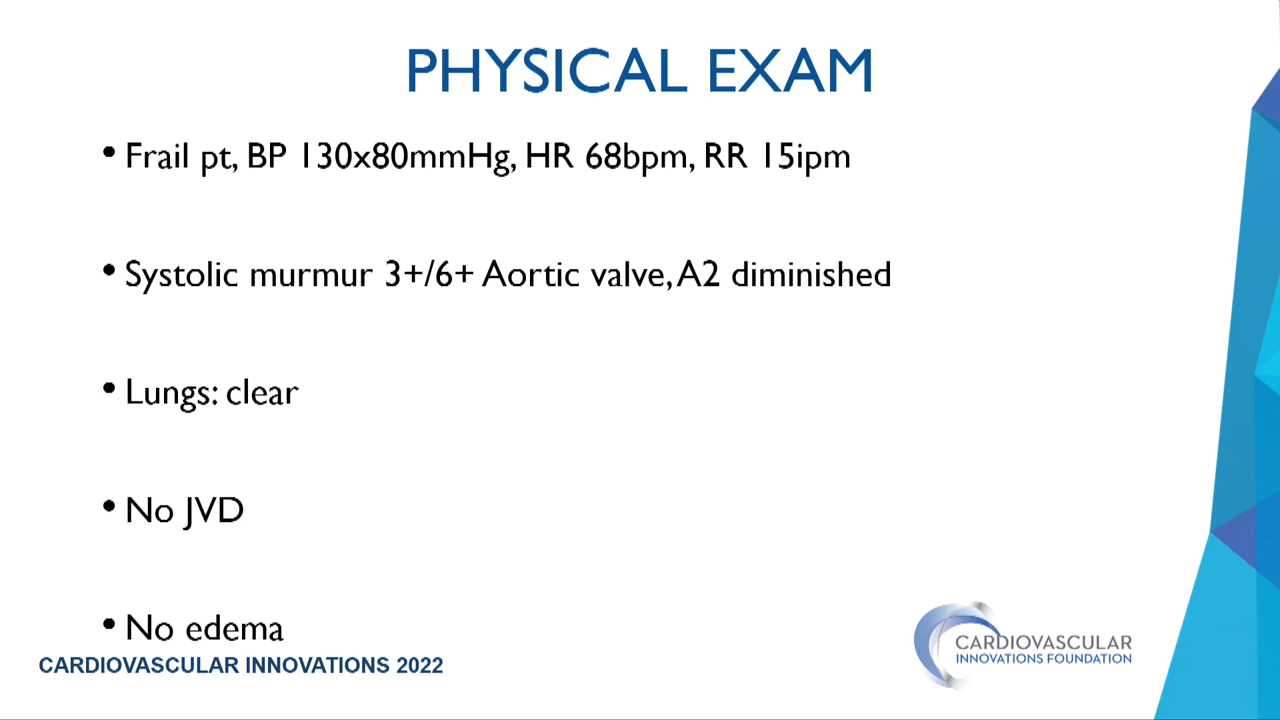 PHYSICAL EXAM
• Frail pt, BP 130x80mmHg, HR 68bpm, RR 15ipm
• Systolic murmur 3+/6+ Aortic valve, A2 diminished
• Lungs: clear
• No JVD
• No edema
CARDIOVASCULAR INNOVATIONS 2022
CARDIOVASCULAR
INNOVATIONS FOUNDATION